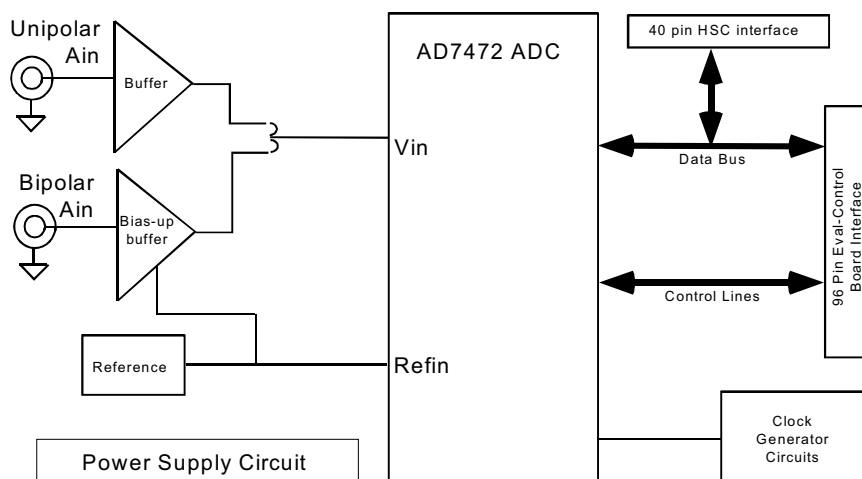 Unipolar
Ain
Buffer
Bipolar
Ain
Bias-up
buffer
Reference
Power Supply Circuit
AD7472 ADC
Vin
Refin
40 pin HSC interface
Data Bus
Control Lines
96 Pin Eval-Control
Board Interface
Clock
Generator
Circuits